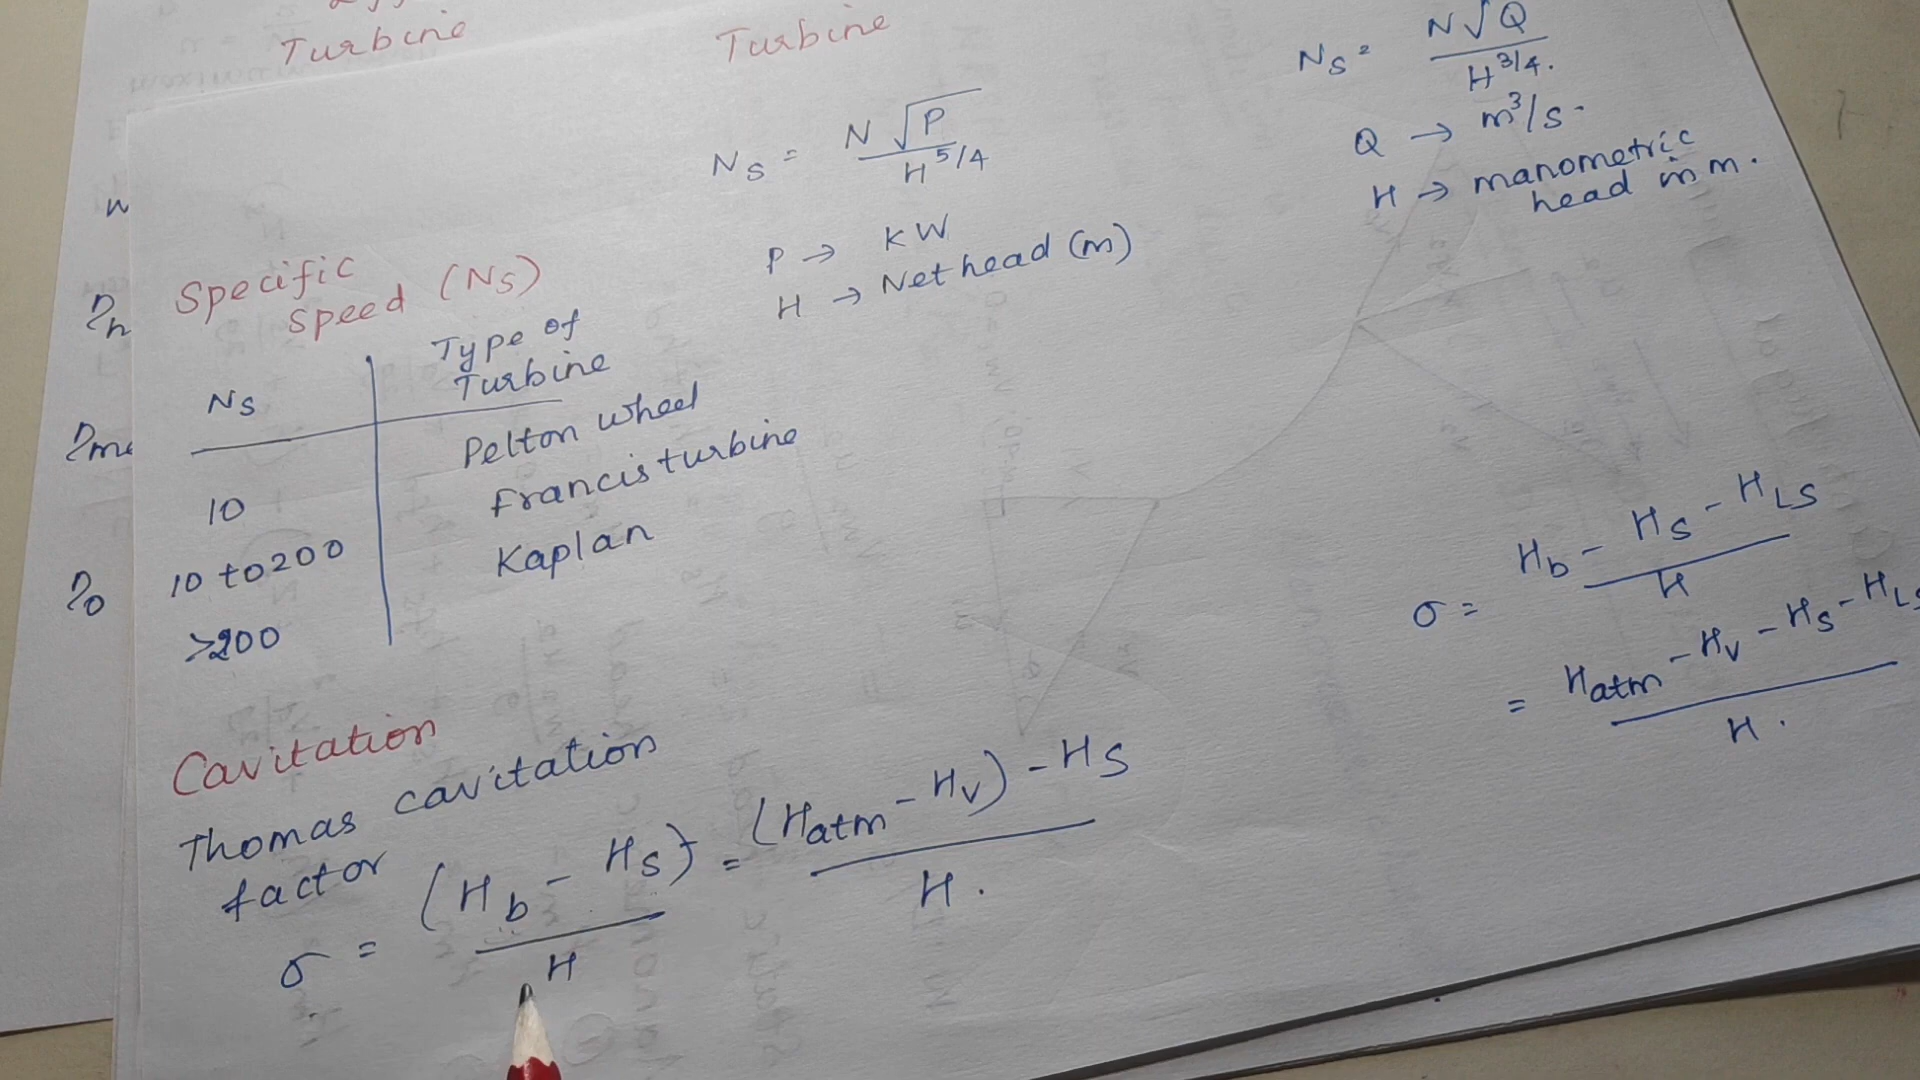 Turbine
Turbine
Ns = N √P / H^5/4
P → KW
H → Net head (m)
Ns = N √Q / H^3/4.
Q → m³/s.
H → manometric
head in m.
Specific
speed (Ns)
Ns
Type of
Turbine
10
Pelton wheel
10 to 200
Francis turbine
>200
Kaplan
Cavitation
Thomas cavitation
factor
σ = (Hb - Hs) / H = (Hatm - Hv) - Hs / H.
σ = Hb - Hs - HLS / H
= Hatm - Hv - Hs - HLS / H.